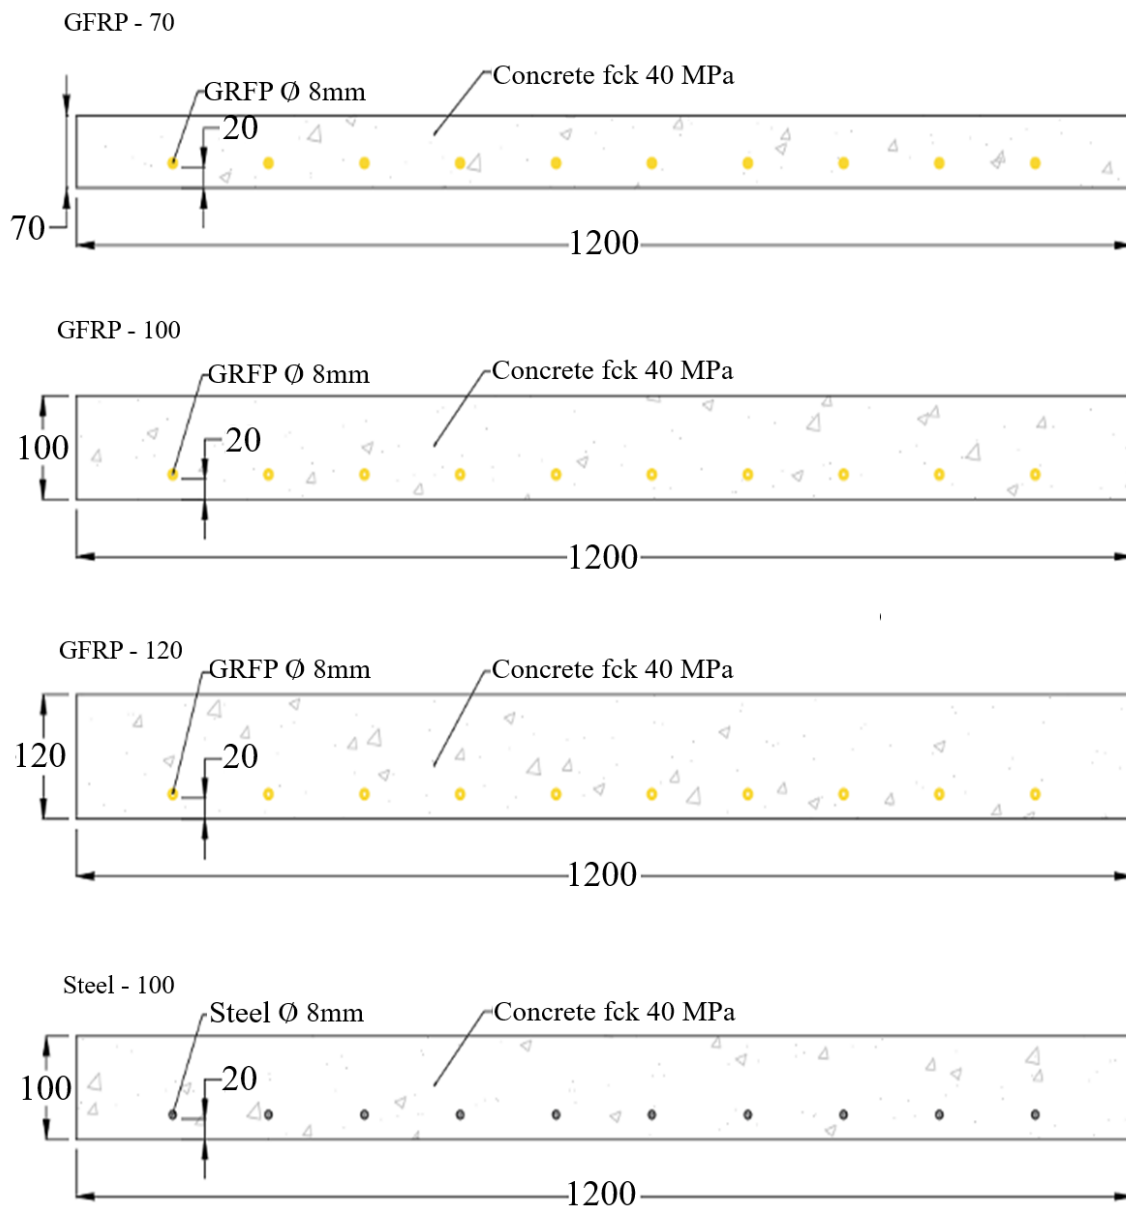 GFRP - 70
GRFP Ø 8mm
Concrete fck 40 MPa
20
70
1200
GFRP - 100
GRFP Ø 8mm
Concrete fck 40 MPa
100
20
1200
GFRP - 120
GRFP Ø 8mm
Concrete fck 40 MPa
120
20
1200
Steel - 100
Steel Ø 8mm
Concrete fck 40 MPa
100
20
1200